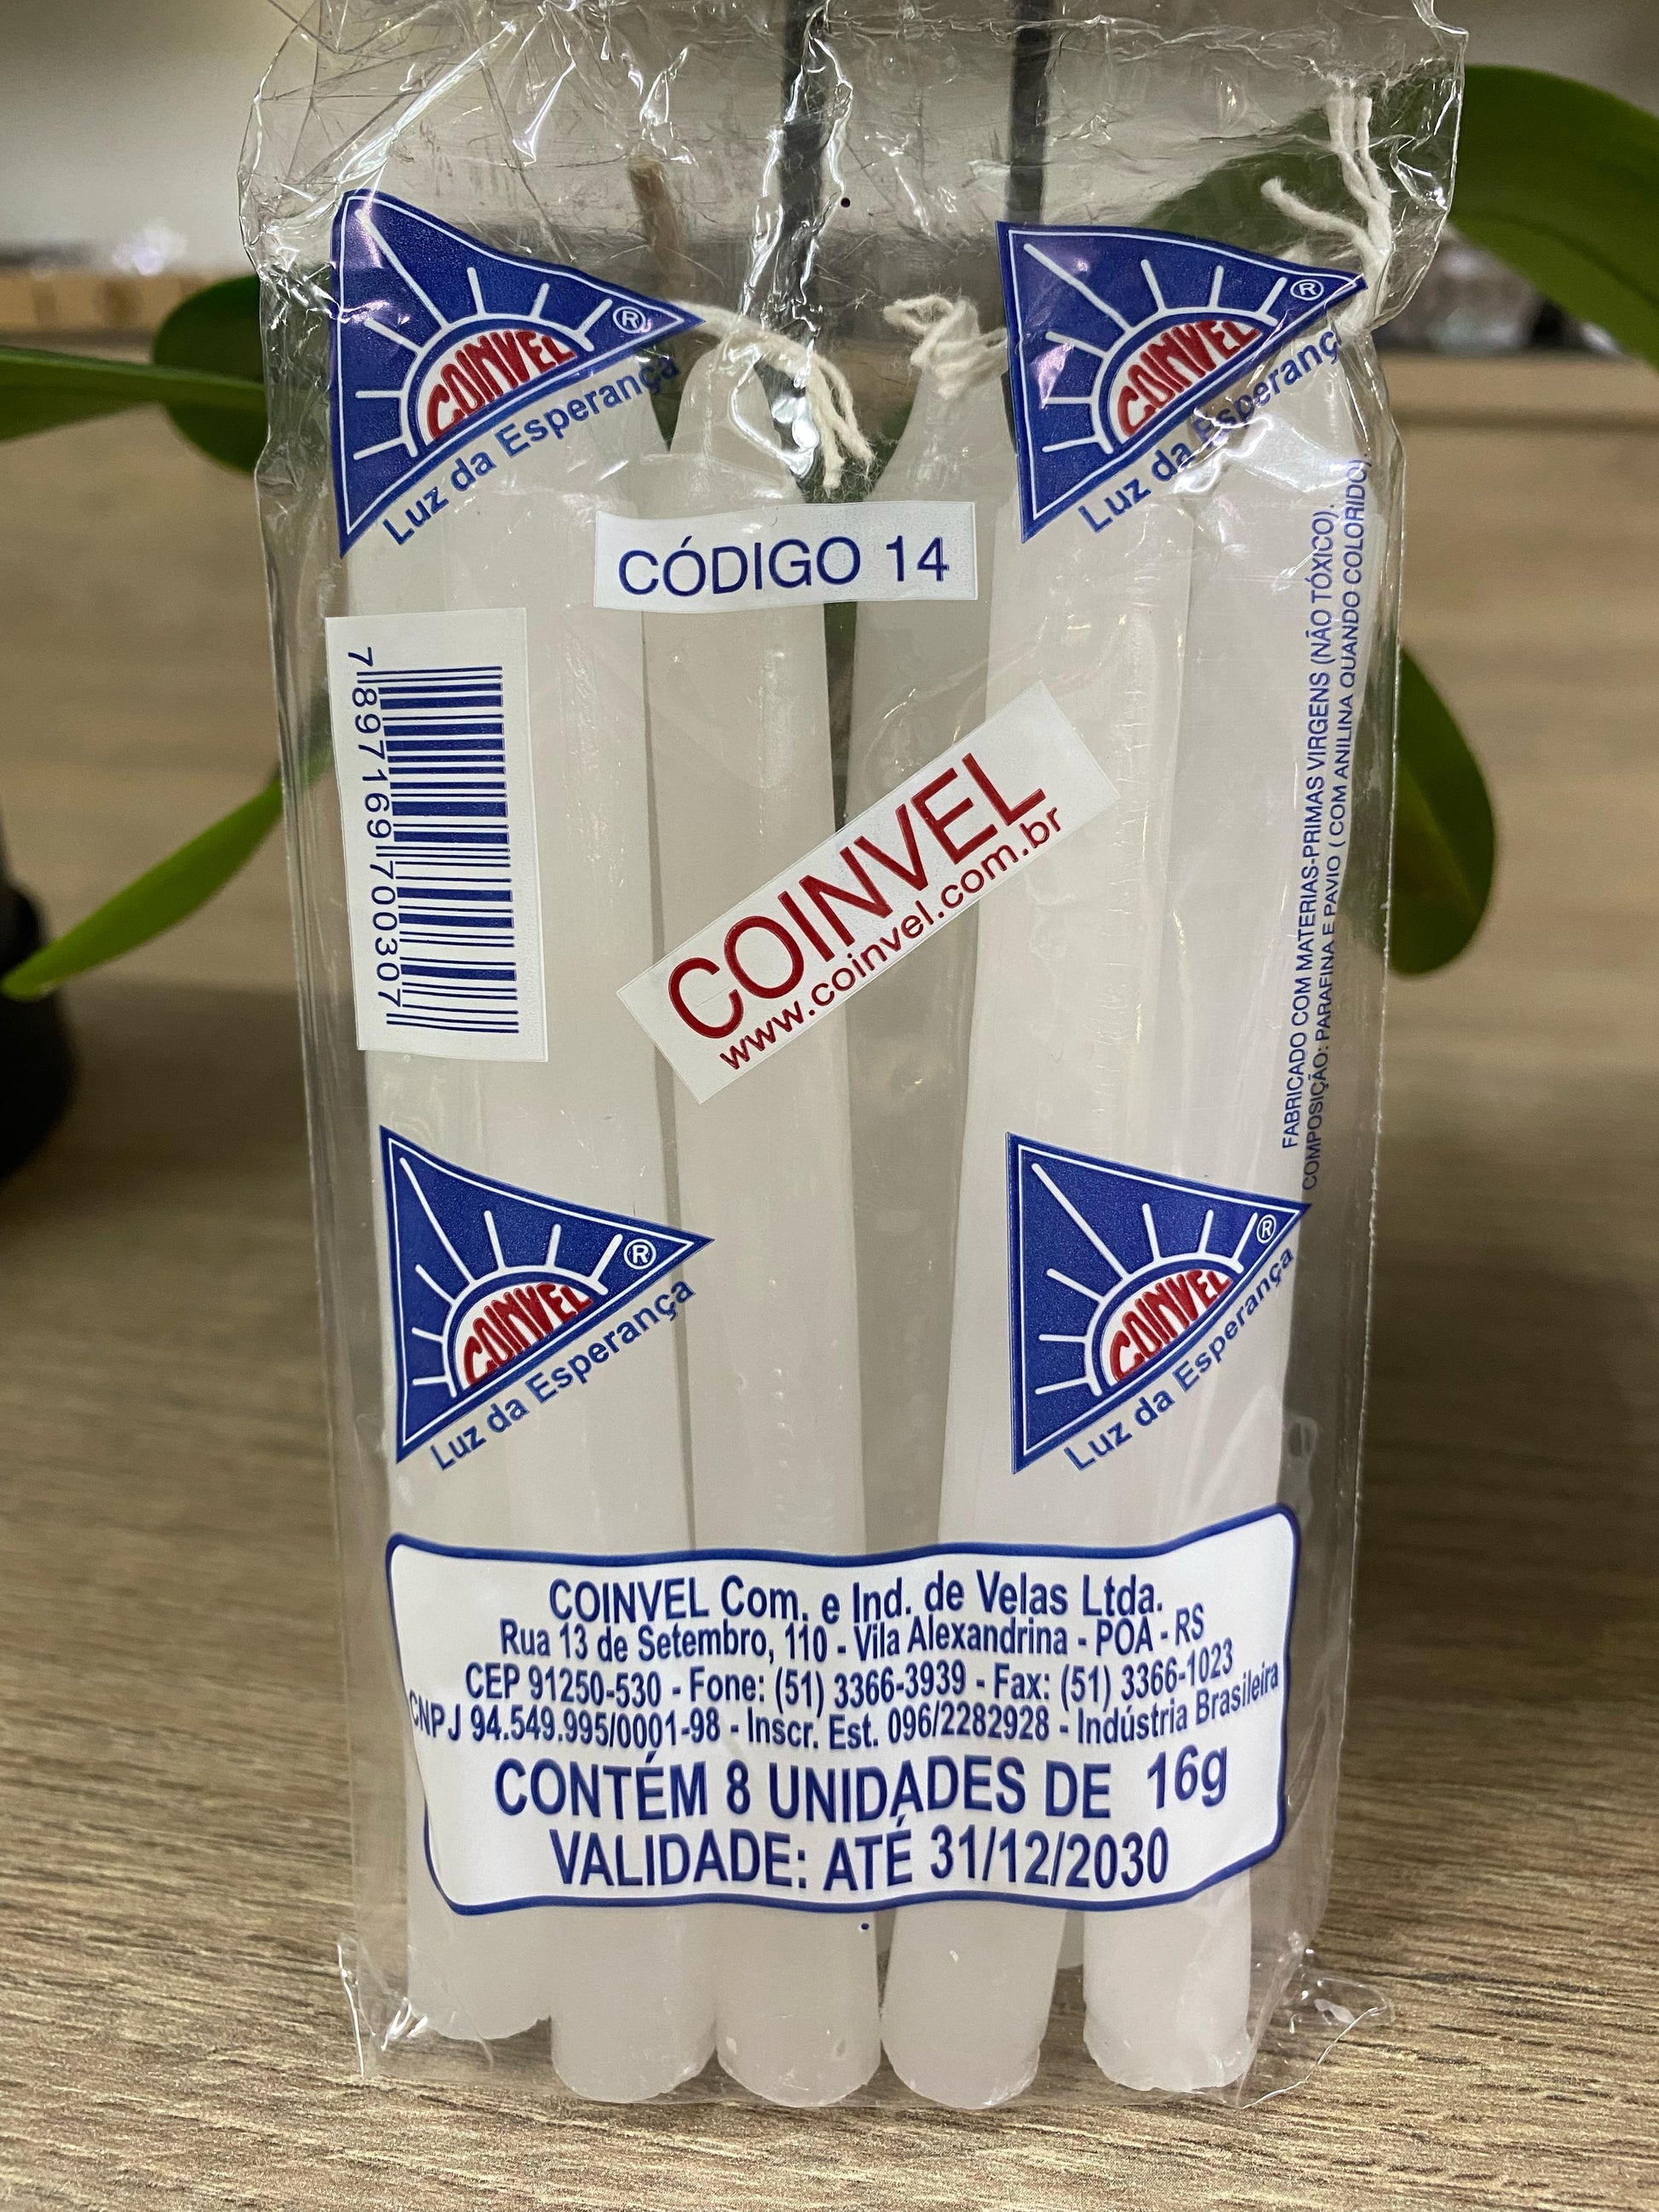 COINVEL ®
Luz da Esperança
COINVEL ®
Luz da Esperanç
CÓDIGO 14
7897169700307
COINVEL
www.coinvel.com.br
FABRICADO COM MATERIAS-PRIMAS VIRGENS (NÃO TÓXICO).
COMPOSIÇÃO: PARAFINA E PAVIO ( COM ANILINA QUANDO COLORIDO).
COINVEL ®
Luz da Esperança
COINVEL ®
Luz da Esperança
COINVEL Com. e Ind. de Velas Ltda.
Rua 13 de Setembro, 110 - Vila Alexandrina - POA - RS
CEP 91250-530 - Fone: (51) 3366-3939 - Fax: (51) 3366-1023
CNPJ 94.549.995/0001-98 - Inscr. Est. 096/2282928 - Indústria Brasileira
CONTÉM 8 UNIDADES DE 16g
VALIDADE: ATÉ 31/12/2030